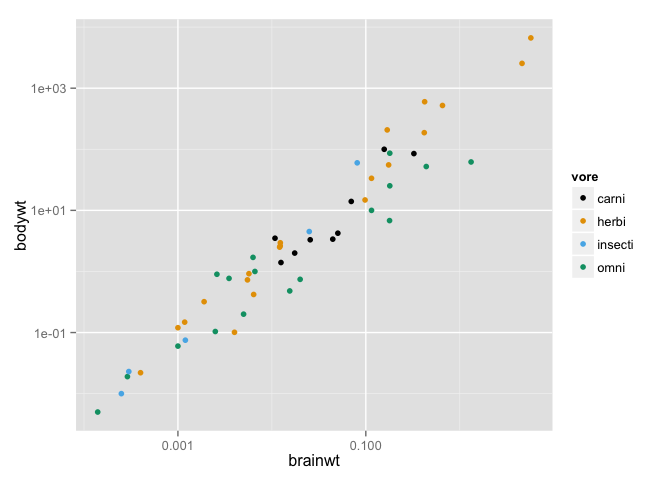 1e+03
1e+01
1e-01
bodywt
0.001
0.100
brainwt
vore
carni
herbi
insecti
omni